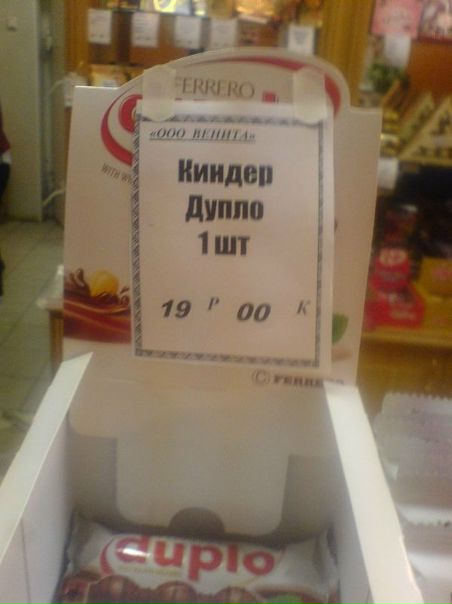 FERRERO
«ООО ВЕНИТА»
Киндер
Дупло
1 шт
19 Р 00 К
© FERRERO
duplo